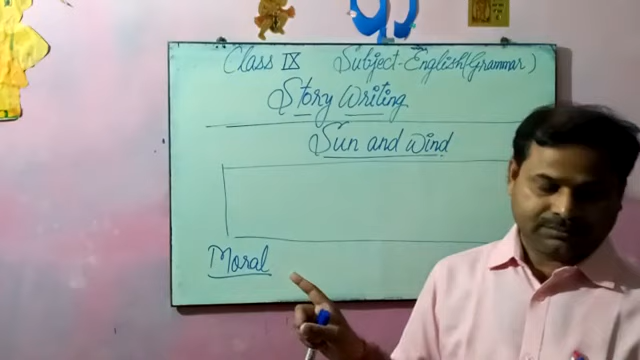 Class IX Subject-English(Grammar)
Story Writing
Sun and Wind
Moral